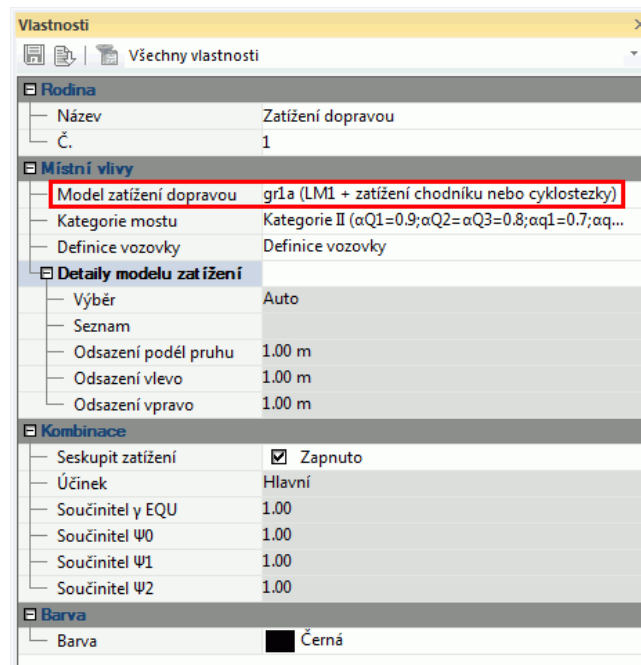 Vlastnosti
Všechny vlastnosti
Rodina
Název Zatížení dopravou
Č. 1
Místní vlivy
Model zatížení dopravou gr1a (LM1 + zatížení chodníku nebo cyklostezky)
Kategorie mostu Kategorie II (αQ1=0.9;αQ2=αQ3=0.8;αq1=0.7;αq...
Definice vozovky Definice vozovky
Detaily modelu zatížení
Výběr Auto
Seznam
Odsazení podél pruhu 1.00 m
Odsazení vlevo 1.00 m
Odsazení vpravo 1.00 m
Kombinace
Seskupit zatížení Zapnuto
Účinek Hlavní
Součinitel γ EQU 1.00
Součinitel Ψ0 1.00
Součinitel Ψ1 1.00
Součinitel Ψ2 1.00
Barva
Barva Černá